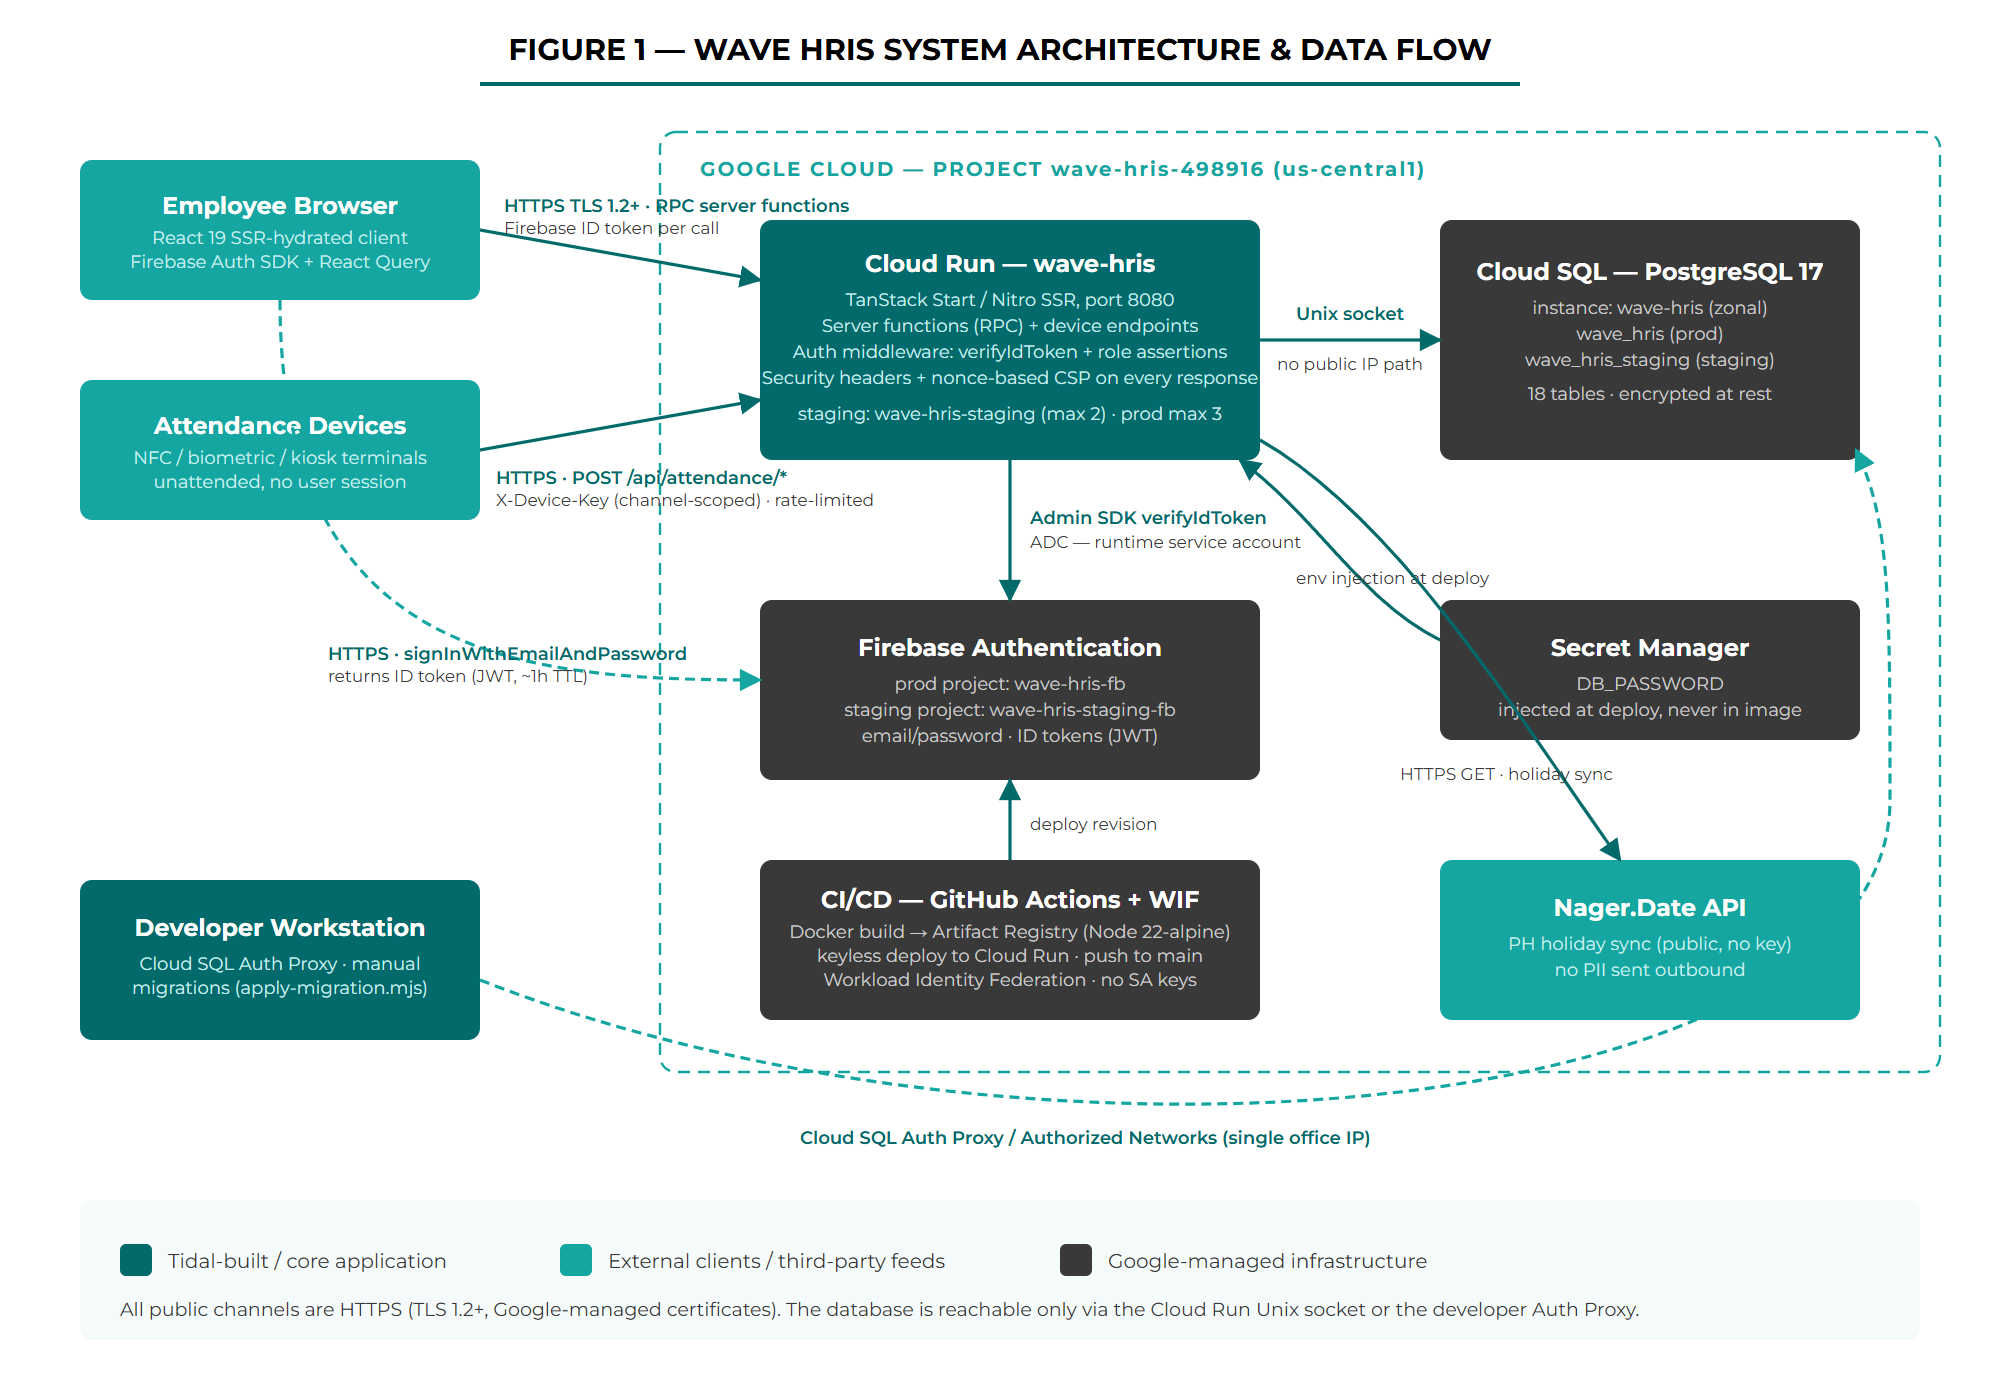 FIGURE 1 — WAVE HRIS SYSTEM ARCHITECTURE & DATA FLOW
GOOGLE CLOUD — PROJECT wave-hris-498916 (us-central1)
Employee Browser
React 19 SSR-hydrated client
Firebase Auth SDK + React Query
HTTPS TLS 1.2+ · RPC server functions
Firebase ID token per call
Cloud Run — wave-hris
TanStack Start / Nitro SSR, port 8080
Server functions (RPC) + device endpoints
Auth middleware: verifyIdToken + role assertions
Security headers + nonce-based CSP on every response
staging: wave-hris-staging (max 2) · prod max 3
Unix socket
no public IP path
Cloud SQL — PostgreSQL 17
instance: wave-hris (zonal)
wave_hris (prod)
wave_hris_staging (staging)
18 tables · encrypted at rest
Attendance Devices
NFC / biometric / kiosk terminals
unattended, no user session
HTTPS · POST /api/attendance/*
X-Device-Key (channel-scoped) · rate-limited
Admin SDK verifyIdToken
ADC — runtime service account
env injection at deploy
HTTPS · signInWithEmailAndPassword
returns ID token (JWT, ~1h TTL)
Firebase Authentication
prod project: wave-hris-fb
staging project: wave-hris-staging-fb
email/password · ID tokens (JWT)
Secret Manager
DB_PASSWORD
injected at deploy, never in image
HTTPS GET · holiday sync
deploy revision
Developer Workstation
Cloud SQL Auth Proxy · manual
migrations (apply-migration.mjs)
CI/CD — GitHub Actions + WIF
Docker build → Artifact Registry (Node 22-alpine)
keyless deploy to Cloud Run · push to main
Workload Identity Federation · no SA keys
Nager.Date API
PH holiday sync (public, no key)
no PII sent outbound
Cloud SQL Auth Proxy / Authorized Networks (single office IP)
Tidal-built / core application
External clients / third-party feeds
Google-managed infrastructure
All public channels are HTTPS (TLS 1.2+, Google-managed certificates). The database is reachable only via the Cloud Run Unix socket or the developer Auth Proxy.